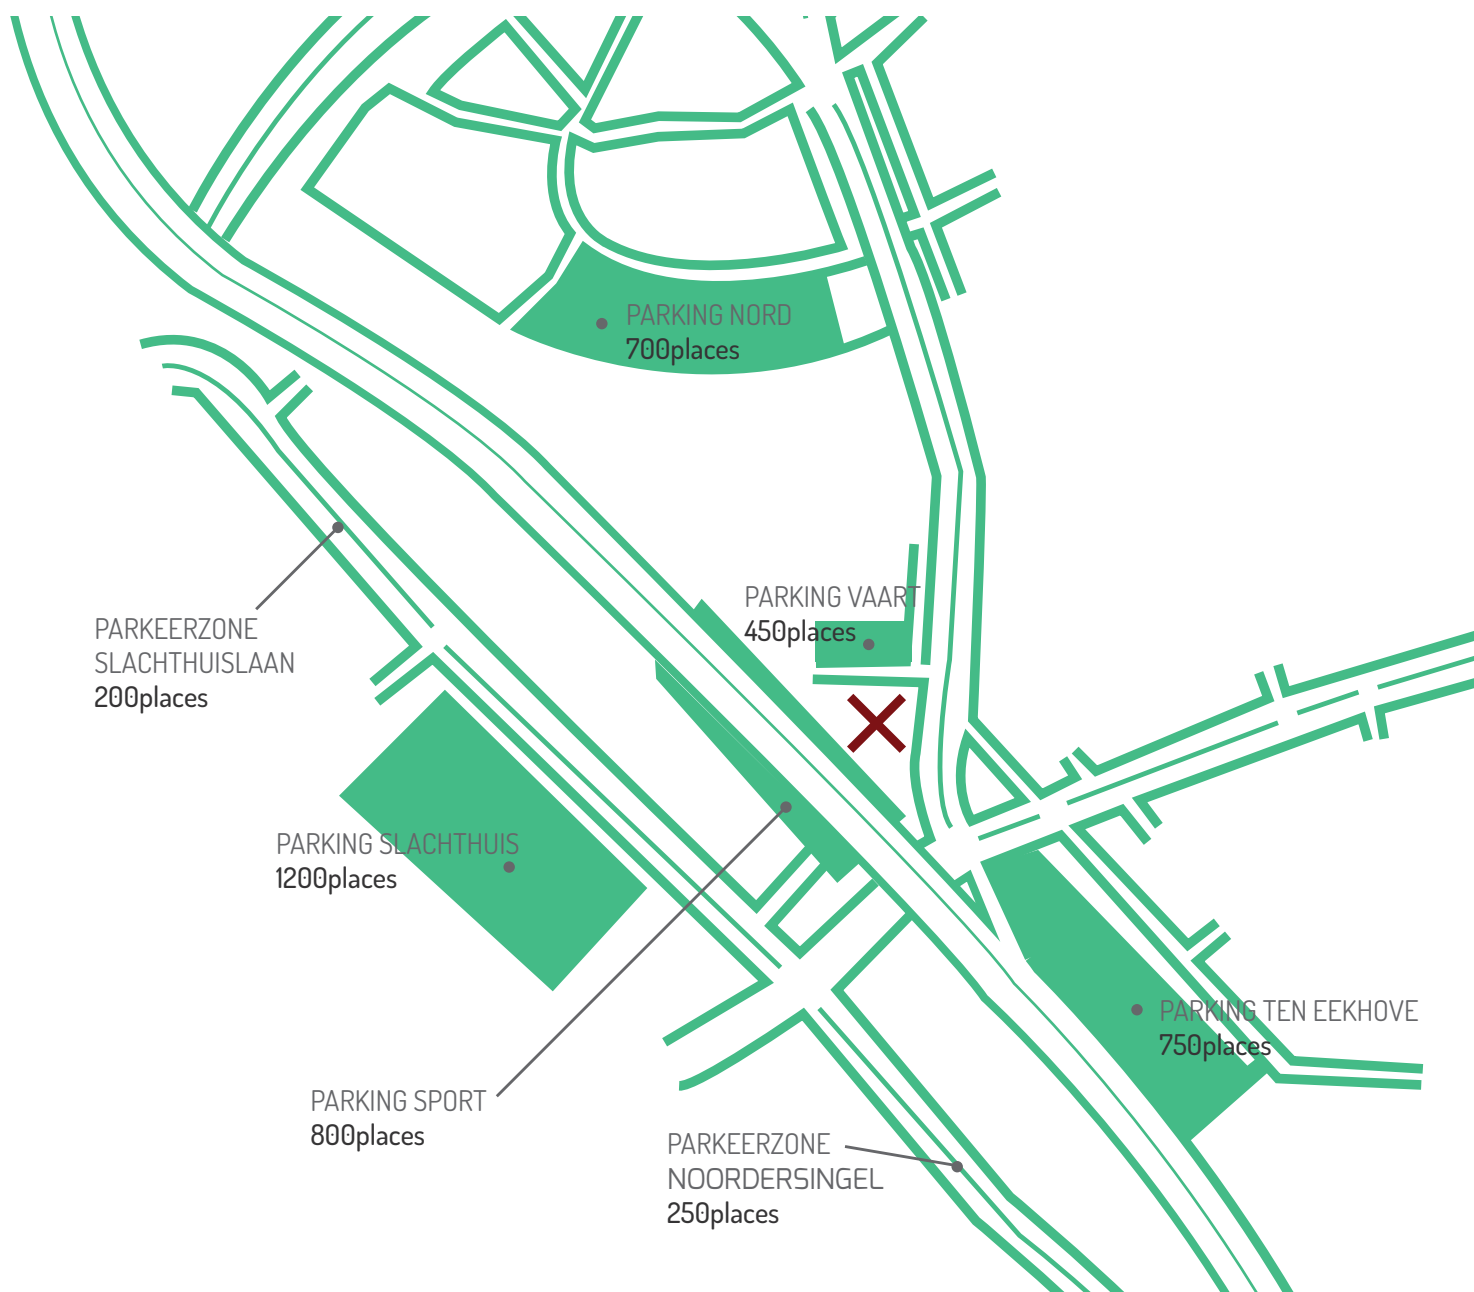 PARKING NORD
700places
PARKING VAART
450places
PARKEERZONE
SLACHTHUISLAAN
200places
PARKING SLACHTHUIS
1200places
PARKING TEN EEKHOVE
750places
PARKING SPORT
800places
PARKEERZONE
NOORDERSINGEL
250places